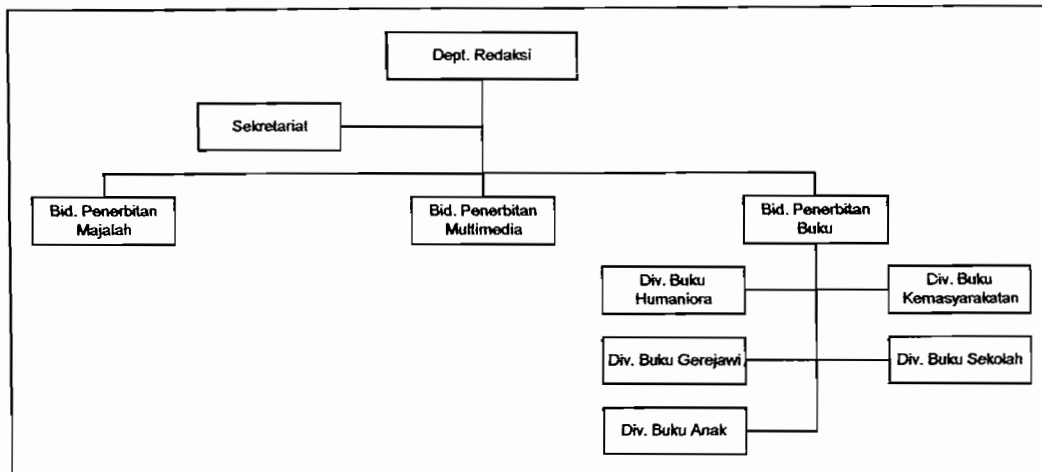 Dept. Redaksi
Sekretariat
Bid. Penerbitan
Majalah
Bid. Penerbitan
Multimedia
Bid. Penerbitan
Buku
Div. Buku
Humaniora
Div. Buku
Kemasyarakatan
Div. Buku Gerejawi
Div. Buku Sekolah
Div. Buku Anak